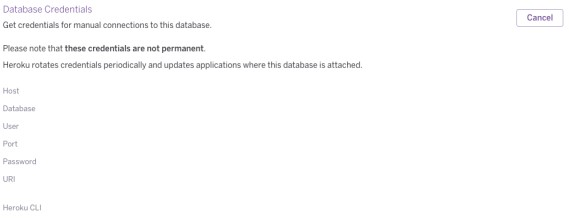 Database Credentials
Get credentials for manual connections to this database.
Cancel
Please note that these credentials are not permanent.
Heroku rotates credentials periodically and updates applications where this database is attached.
Host
Database
User
Port
Password
URI
Heroku CLI